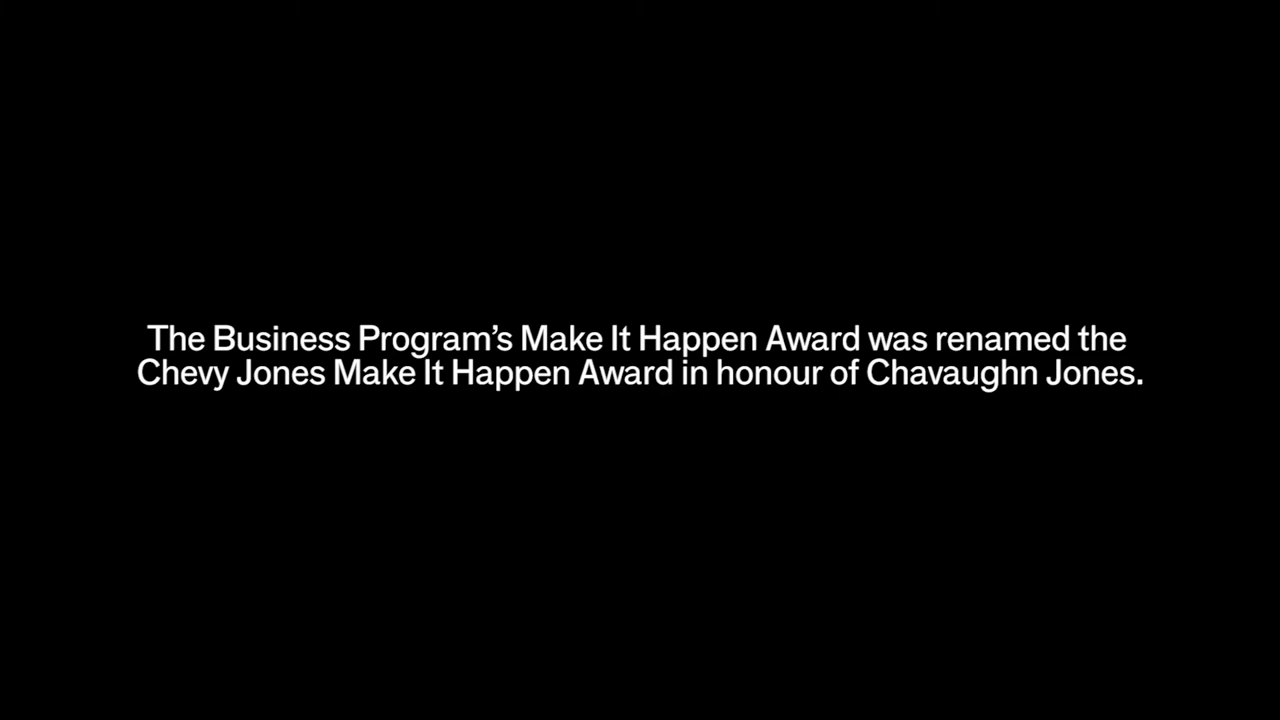 The Business Program’s Make It Happen Award was renamed the
Chevy Jones Make It Happen Award in honour of Chavaughn Jones.